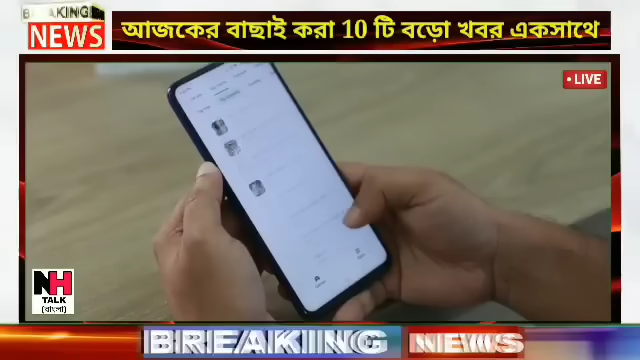 BREAKING
NEWS
আজকের বাছাই করা 10 টি বড়ো খবর একসাথে
LIVE
NH
TALK
(বাংলা)
BREAKING NEWS